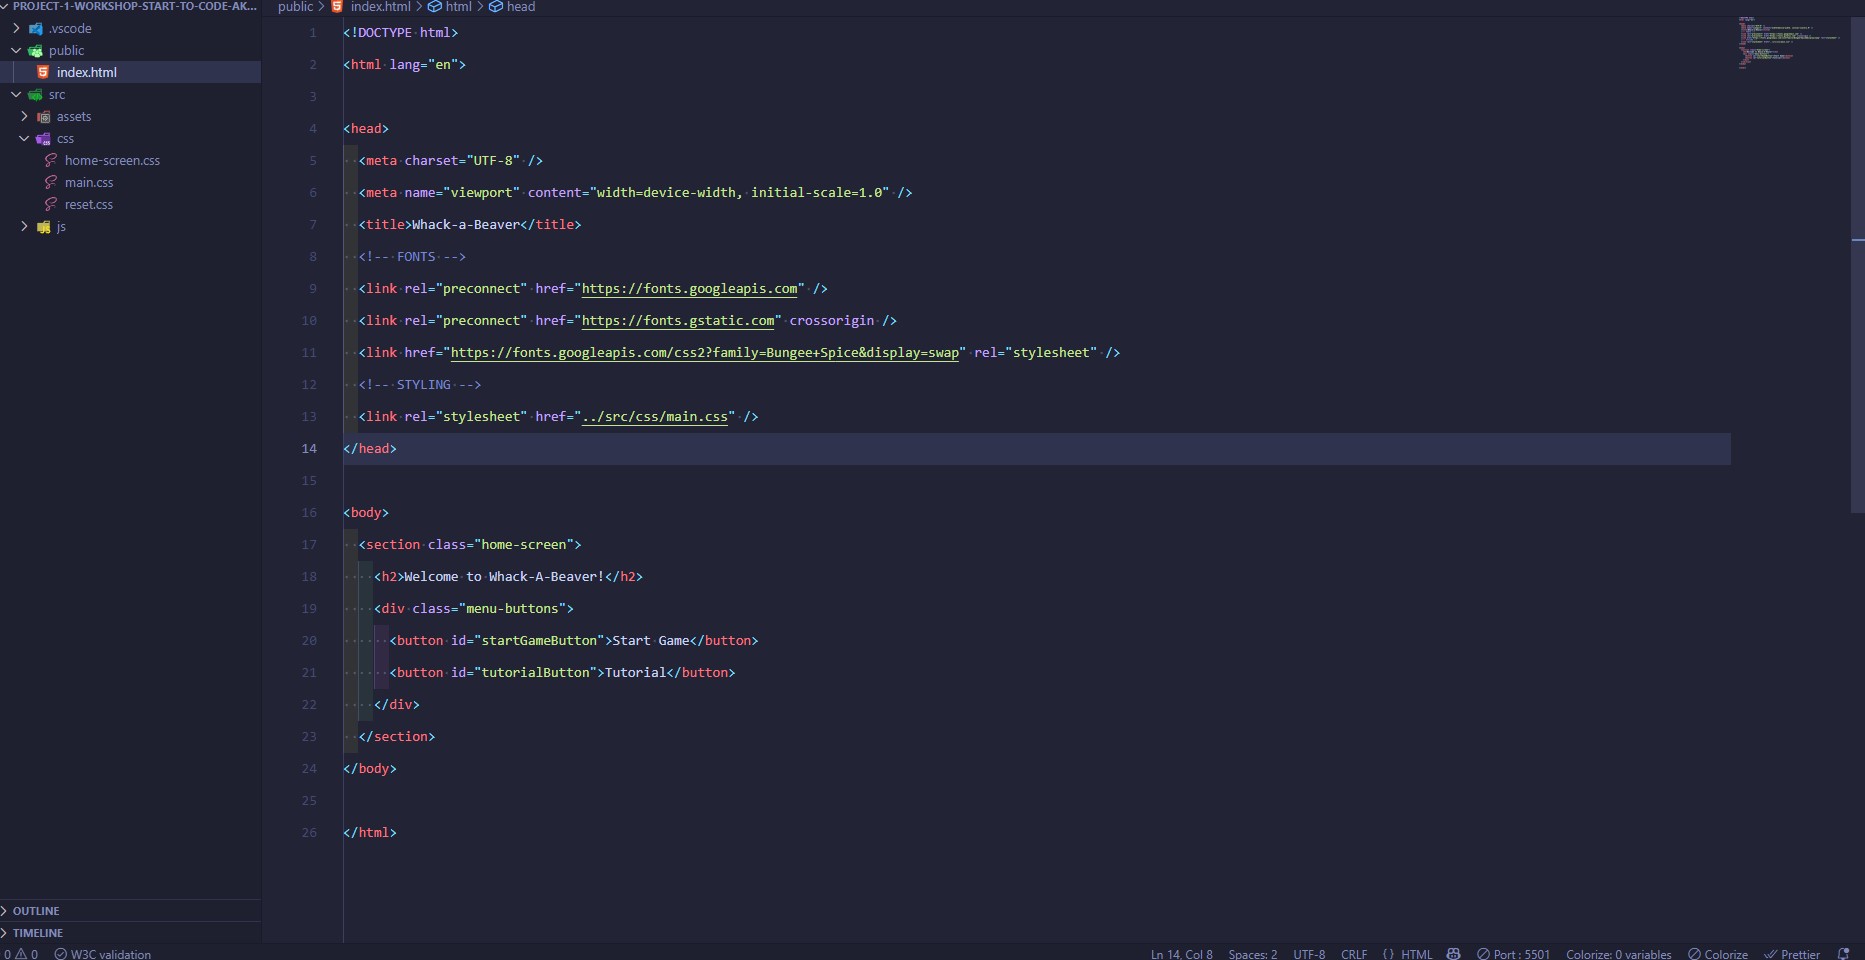 PROJECT-1-WORKSHOP-START-TO-CODE-AK...
.vscode
public
index.html
src
assets
css
home-screen.css
main.css
reset.css
js
OUTLINE
TIMELINE
public > index.html > html > head
1 <!DOCTYPE html>
2 <html lang="en">
3
4 <head>
5 <meta charset="UTF-8" />
6 <meta name="viewport" content="width=device-width, initial-scale=1.0" />
7 <title>Whack-a-Beaver</title>
8 <!-- FONTS -->
9 <link rel="preconnect" href="https://fonts.googleapis.com" />
10 <link rel="preconnect" href="https://fonts.gstatic.com" crossorigin />
11 <link href="https://fonts.googleapis.com/css2?family=Bungee+Spice&display=swap" rel="stylesheet" />
12 <!-- STYLING -->
13 <link rel="stylesheet" href="../src/css/main.css" />
14 </head>
15
16 <body>
17 <section class="home-screen">
18 <h2>Welcome to Whack-A-Beaver!</h2>
19 <div class="menu-buttons">
20 <button id="startGameButton">Start Game</button>
21 <button id="tutorialButton">Tutorial</button>
22 </div>
23 </section>
24 </body>
25
26 </html>
0 0 W3C validation Ln 14, Col 8 Spaces: 2 UTF-8 CRLF {} HTML Port : 5501 Colorize: 0 variables Colorize Prettier